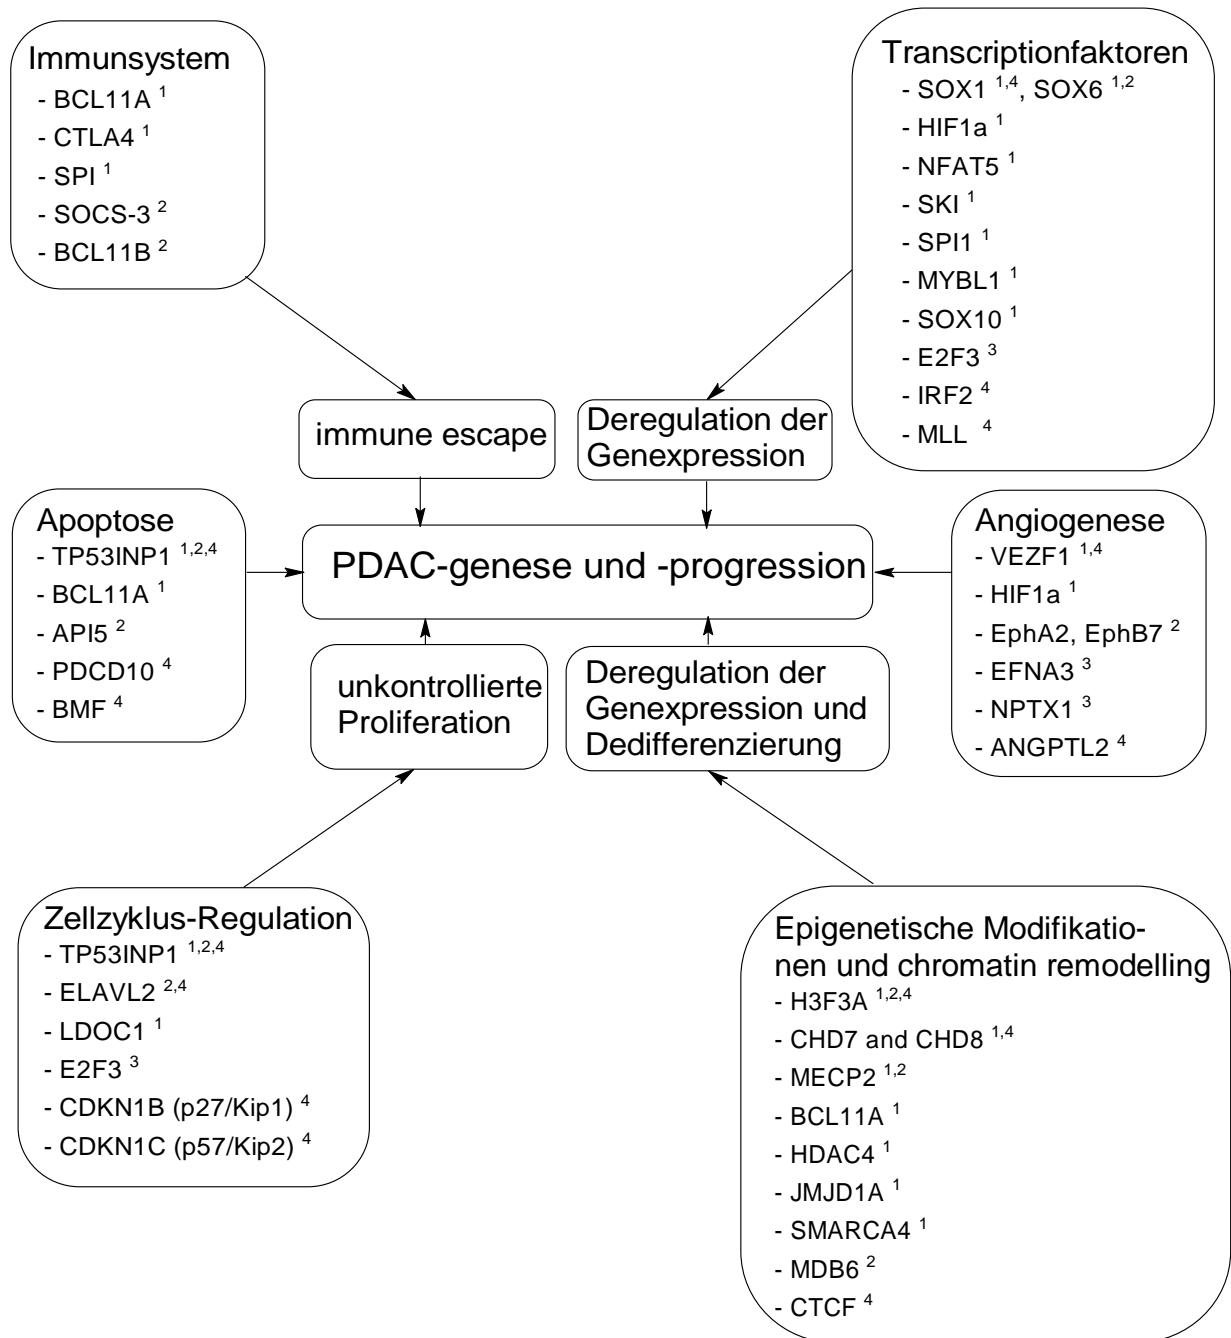 Immunsystem
- BCL11A 1
- CTLA4 1
- SPI 1
- SOCS-3 2
- BCL11B 2
Transcriptionfaktoren
- SOX1 1,4, SOX6 1,2
- HIF1a 1
- NFAT5 1
- SKI 1
- SPI1 1
- MYBL1 1
- SOX10 1
- E2F3 3
- IRF2 4
- MLL 4
immune escape
Deregulation der
Genexpression
Apoptose
- TP53INP1 1,2,4
- BCL11A 1
- API5 2
- PDCD10 4
- BMF 4
PDAC-genese und -progression
Angiogenese
- VEZF1 1,4
- HIF1a 1
- EphA2, EphB7 2
- EFNA3 3
- NPTX1 3
- ANGPTL2 4
unkontrollierte
Proliferation
Deregulation der
Genexpression und
Dedifferenzierung
Zellzyklus-Regulation
- TP53INP1 1,2,4
- ELAVL2 2,4
- LDOC1 1
- E2F3 3
- CDKN1B (p27/Kip1) 4
- CDKN1C (p57/Kip2) 4
Epigenetische Modifikatio-
nen und chromatin remodelling
- H3F3A 1,2,4
- CHD7 and CHD8 1,4
- MECP2 1,2
- BCL11A 1
- HDAC4 1
- JMJD1A 1
- SMARCA4 1
- MDB6 2
- CTCF 4